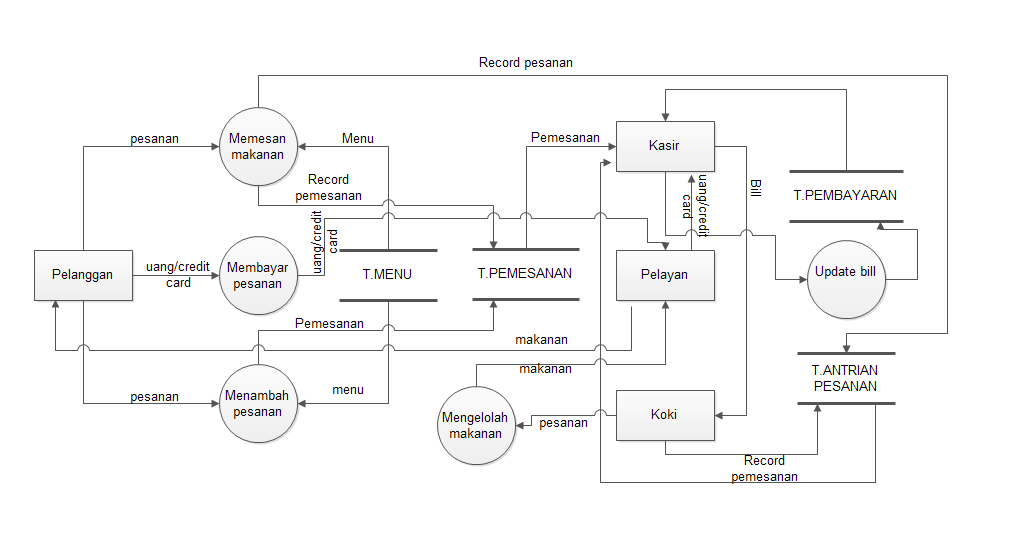 Record pesanan
pesanan
Memesan
makanan
Menu
Pemesanan
Kasir
Record
pemesanan
Bill
T.PEMBAYARAN
uang/credit
card
uang/credit
card
Pelanggan
uang/credit
card
Membayar
pesanan
T.MENU
T.PEMESANAN
Pelayan
Update bill
Pemesanan
makanan
makanan
T.ANTRIAN
PESANAN
pesanan
Menambah
pesanan
menu
Mengelolah
makanan
pesanan
Koki
Record
pemesanan